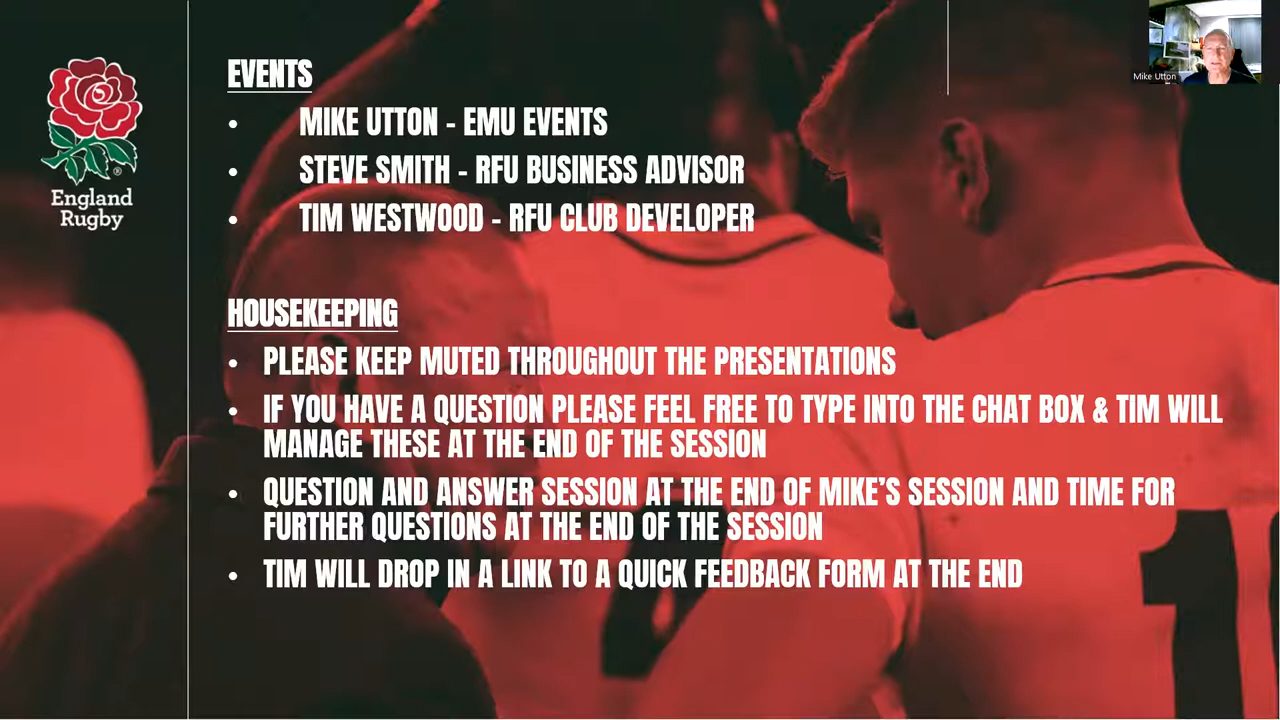 England
Rugby
®
EVENTS
• MIKE UTTON - EMU EVENTS
• STEVE SMITH - RFU BUSINESS ADVISOR
• TIM WESTWOOD - RFU CLUB DEVELOPER
HOUSEKEEPING
• PLEASE KEEP MUTED THROUGHOUT THE PRESENTATIONS
• IF YOU HAVE A QUESTION PLEASE FEEL FREE TO TYPE INTO THE CHAT BOX & TIM WILL
MANAGE THESE AT THE END OF THE SESSION
• QUESTION AND ANSWER SESSION AT THE END OF MIKE'S SESSION AND TIME FOR
FURTHER QUESTIONS AT THE END OF THE SESSION
• TIM WILL DROP IN A LINK TO A QUICK FEEDBACK FORM AT THE END
Mike Utton